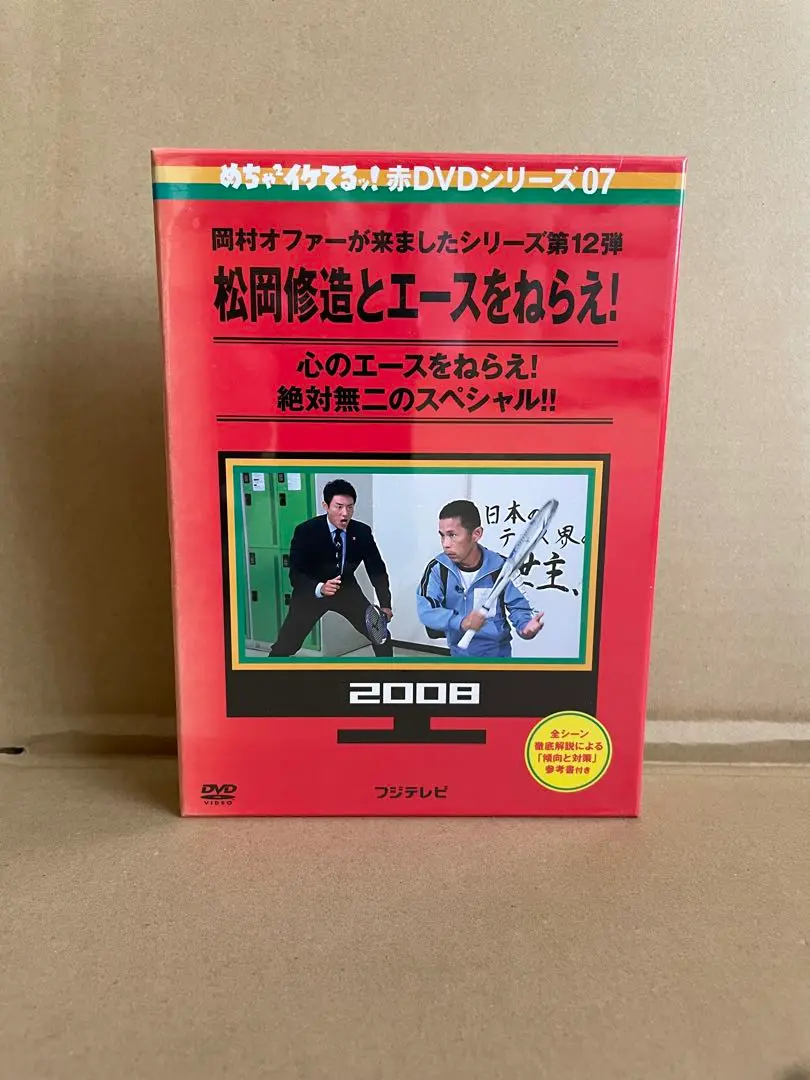 めちゃ²イケてるッ! 赤DVDシリーズ07
岡村オファーが来ましたシリーズ第12弾
松岡修造とエースをねらえ!
心のエースをねらえ!
絶対無二のスペシャル!!
日本の
テニス界の
世主、
2008
全シーン
徹底解説による
「傾向と対策」
参考書付き
DVD
VIDEO
フジテレビ